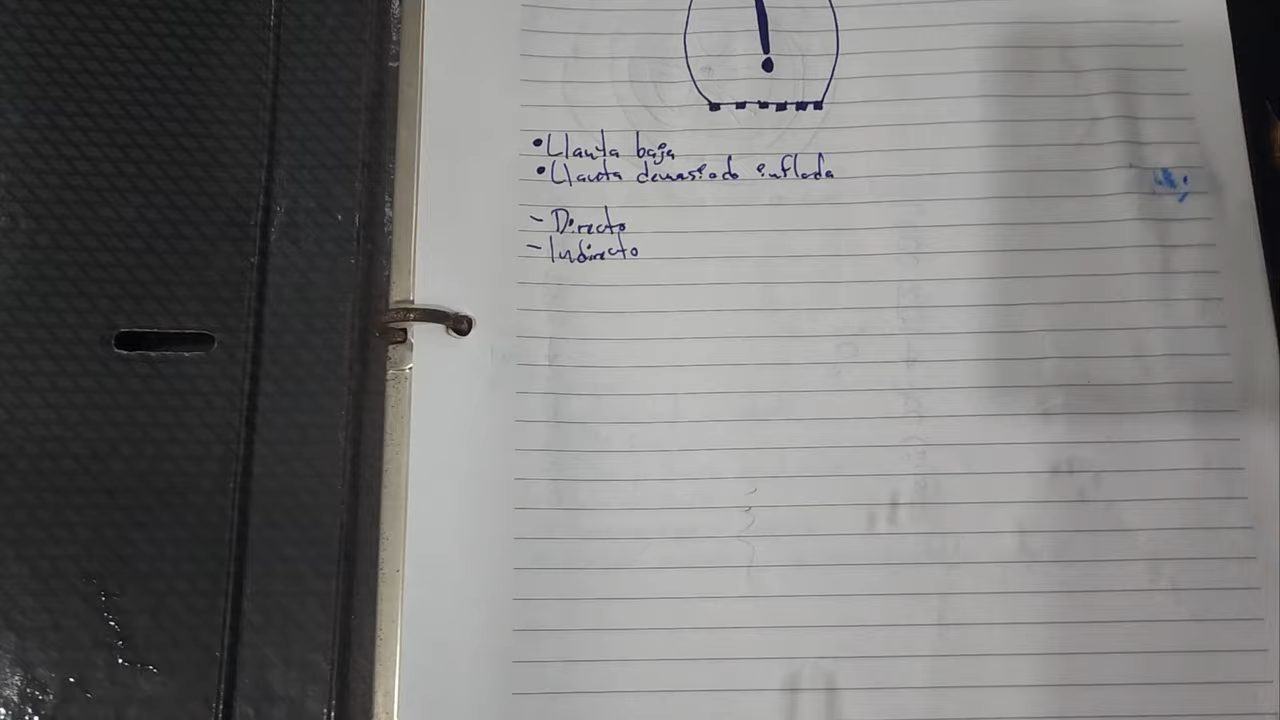 •Llanta baja
•Llanta demasiado inflada
- Directo
- Indirecto